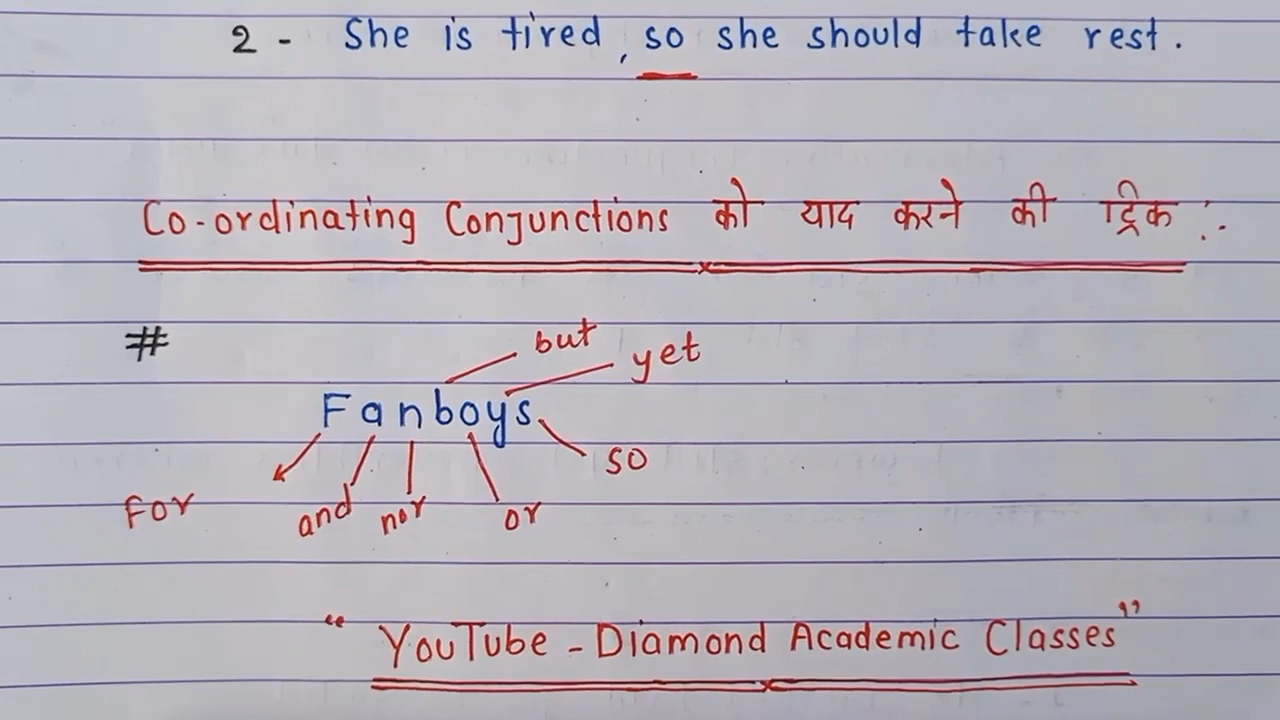 2 - She is tired, so she should take rest.
Co-ordinating Conjunctions को याद करने की ट्रिक :-
#
but
yet
Fanboys
so
For and nor or
“ YouTube - Diamond Academic Classes ”